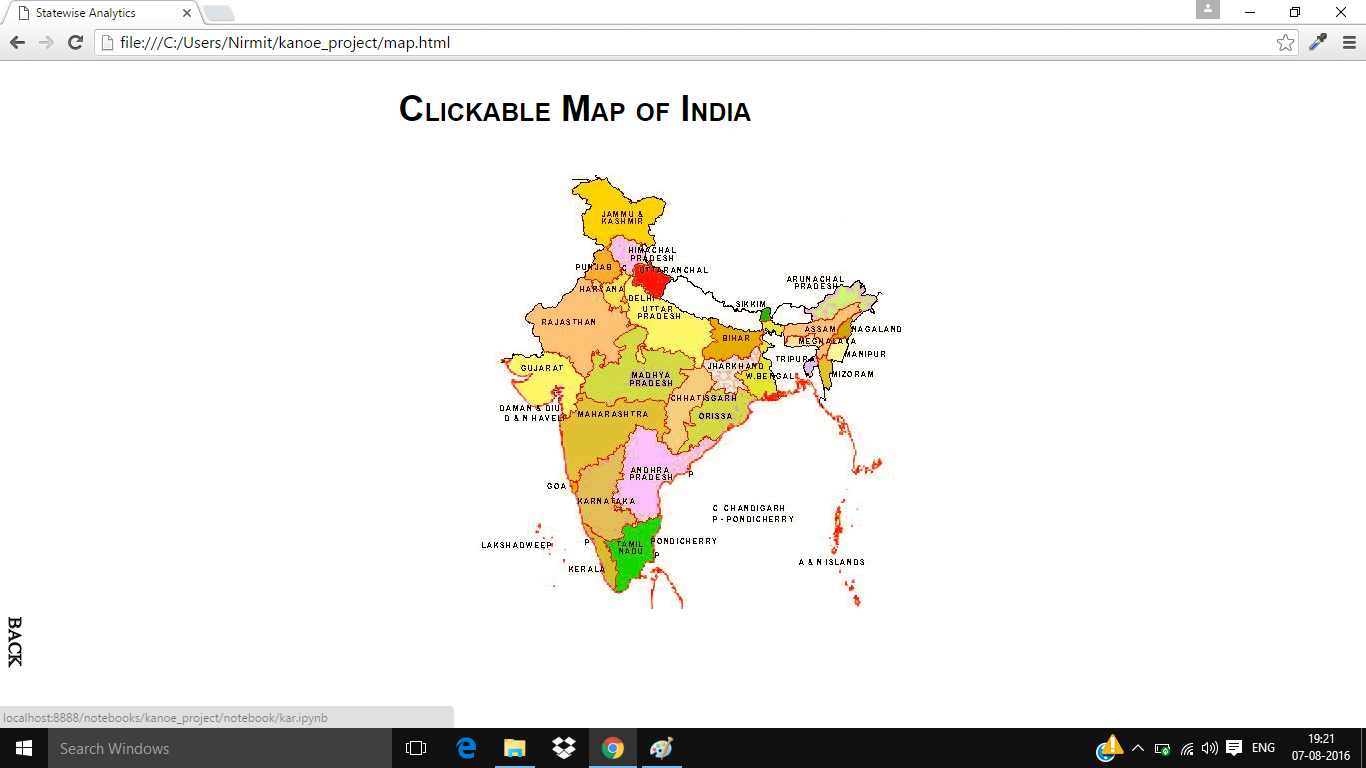 Statewise Analytics
file:///C:/Users/Nirmit/kanoe_project/map.html
CLICKABLE MAP OF INDIA
JAMMU &
KASHMIR
HIMACHAL
PRADESH
PUNJAB
C
UTTARANCHAL
HARYANA
DELHI
UTTAR
PRADESH
RAJASTHAN
SIKKIM
ARUNACHAL
PRADESH
ASSAM
NAGALAND
MEGHALAYA
MANIPUR
TRIPURA
MIZORAM
BIHAR
JHARKHAND
W.BENGAL
GUJARAT
MADHYA
PRADESH
CHHATISGARH
ORISSA
DAMAN & DIU
D & N HAVELI
MAHARASHTRA
ANDHRA
PRADESH
P
GOA
KARNATAKA
C CHANDIGARH
P - PONDICHERRY
LAKSHADWEEP
P
TAMIL
NADU
PONDICHERRY
P
KERALA
A & N ISLANDS
BACK
localhost:8888/notebooks/kanoe_project/notebook/kar.ipynb
Search Windows
ENG
19:21
07-08-2016